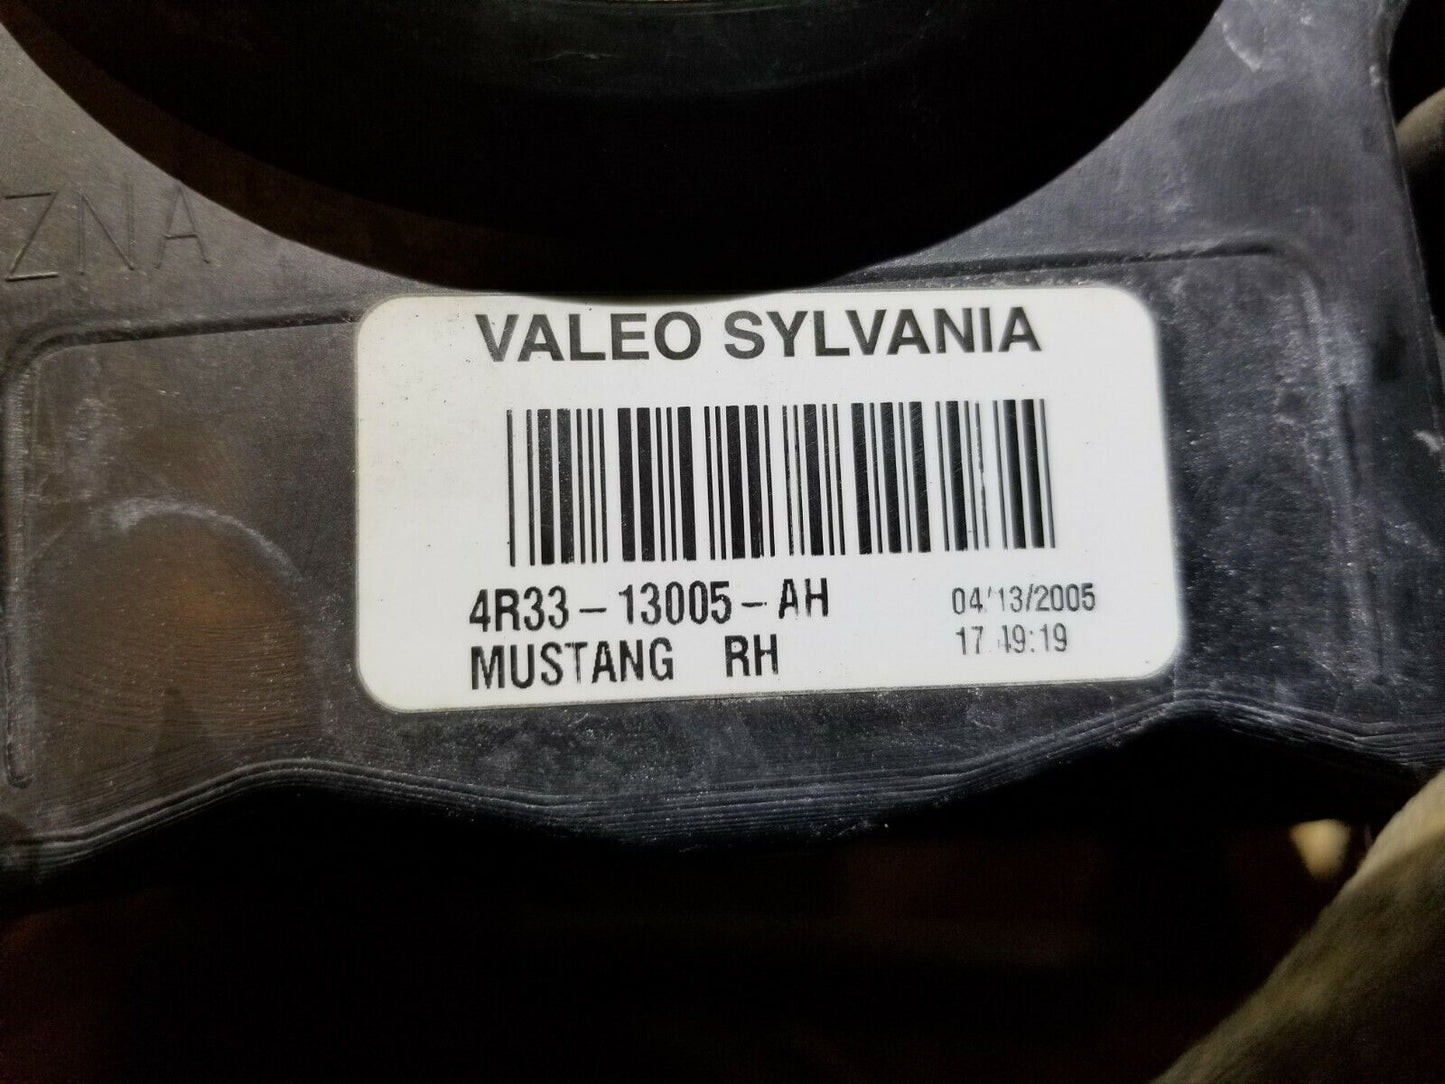 ZNA
VALEO SYLVANIA
4R33-13005-AH
04/13/2005
MUSTANG RH
17:49:19